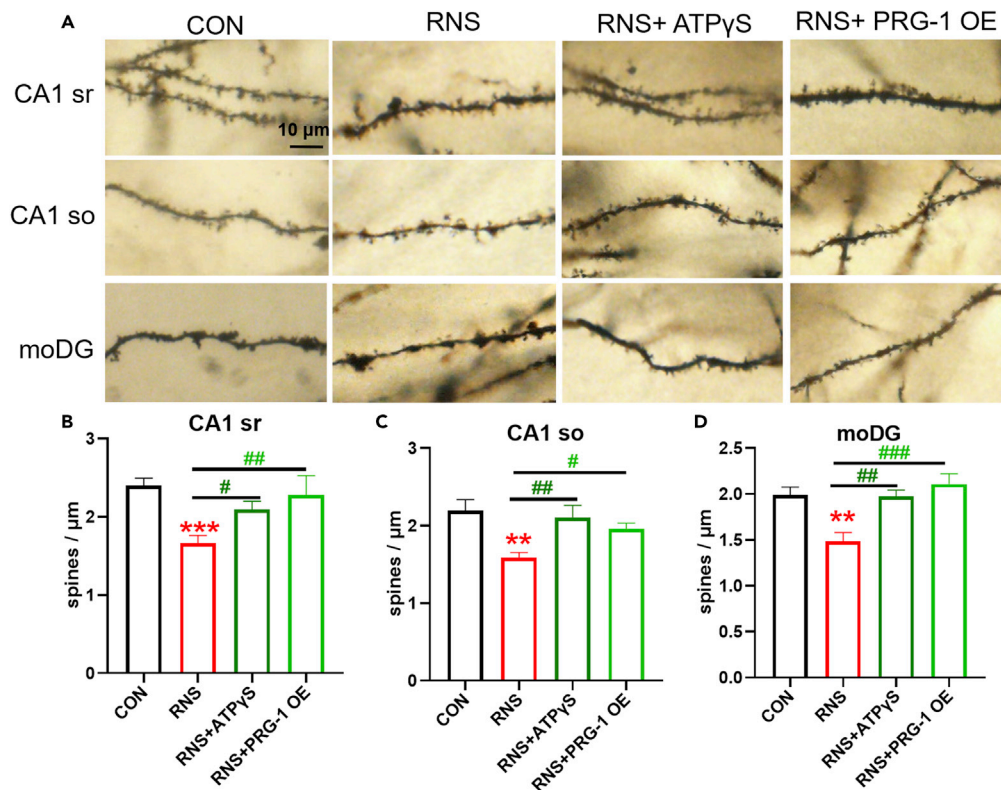 A
CON
RNS
RNS+ ATPγS
RNS+ PRG-1 OE
CA1 sr
10 µm
CA1 so
moDG
B
CA1 sr
spines / µm
3
2
1
0
***
#
##
CON
RNS
RNS+ATPγS
RNS+PRG-1 OE
C
CA1 so
spines / µm
3
2
1
0
**
##
#
CON
RNS
RNS+ATPγS
RNS+PRG-1 OE
D
moDG
spines / µm
2.5
2.0
1.5
1.0
0.5
0.0
**
##
###
CON
RNS
RNS+ATPγS
RNS+PRG-1 OE